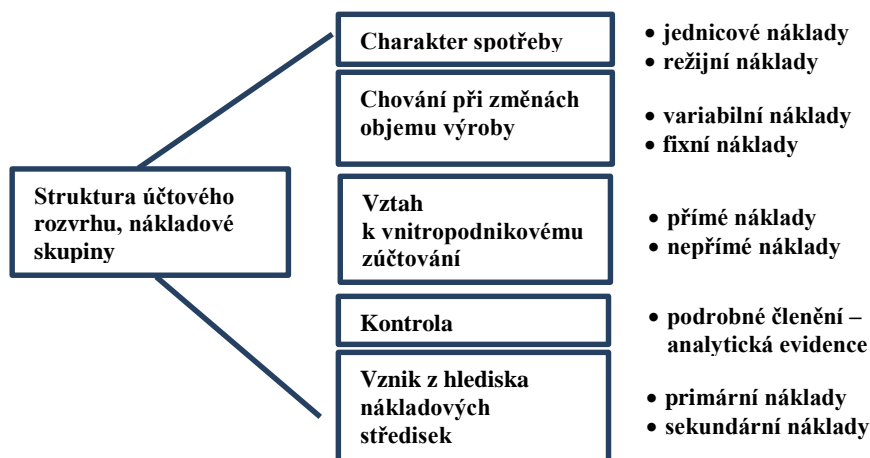 Struktura účtového
rozvrhu, nákladové
skupiny
Charakter spotřeby
• jednicové náklady
• režijní náklady
Chování při změnách
objemu výroby
• variabilní náklady
• fixní náklady
Vztah
k vnitropodnikovému
zúčtování
• přímé náklady
• nepřímé náklady
Kontrola
• podrobné členění –
analytická evidence
Vznik z hlediska
nákladových
středisek
• primární náklady
• sekundární náklady